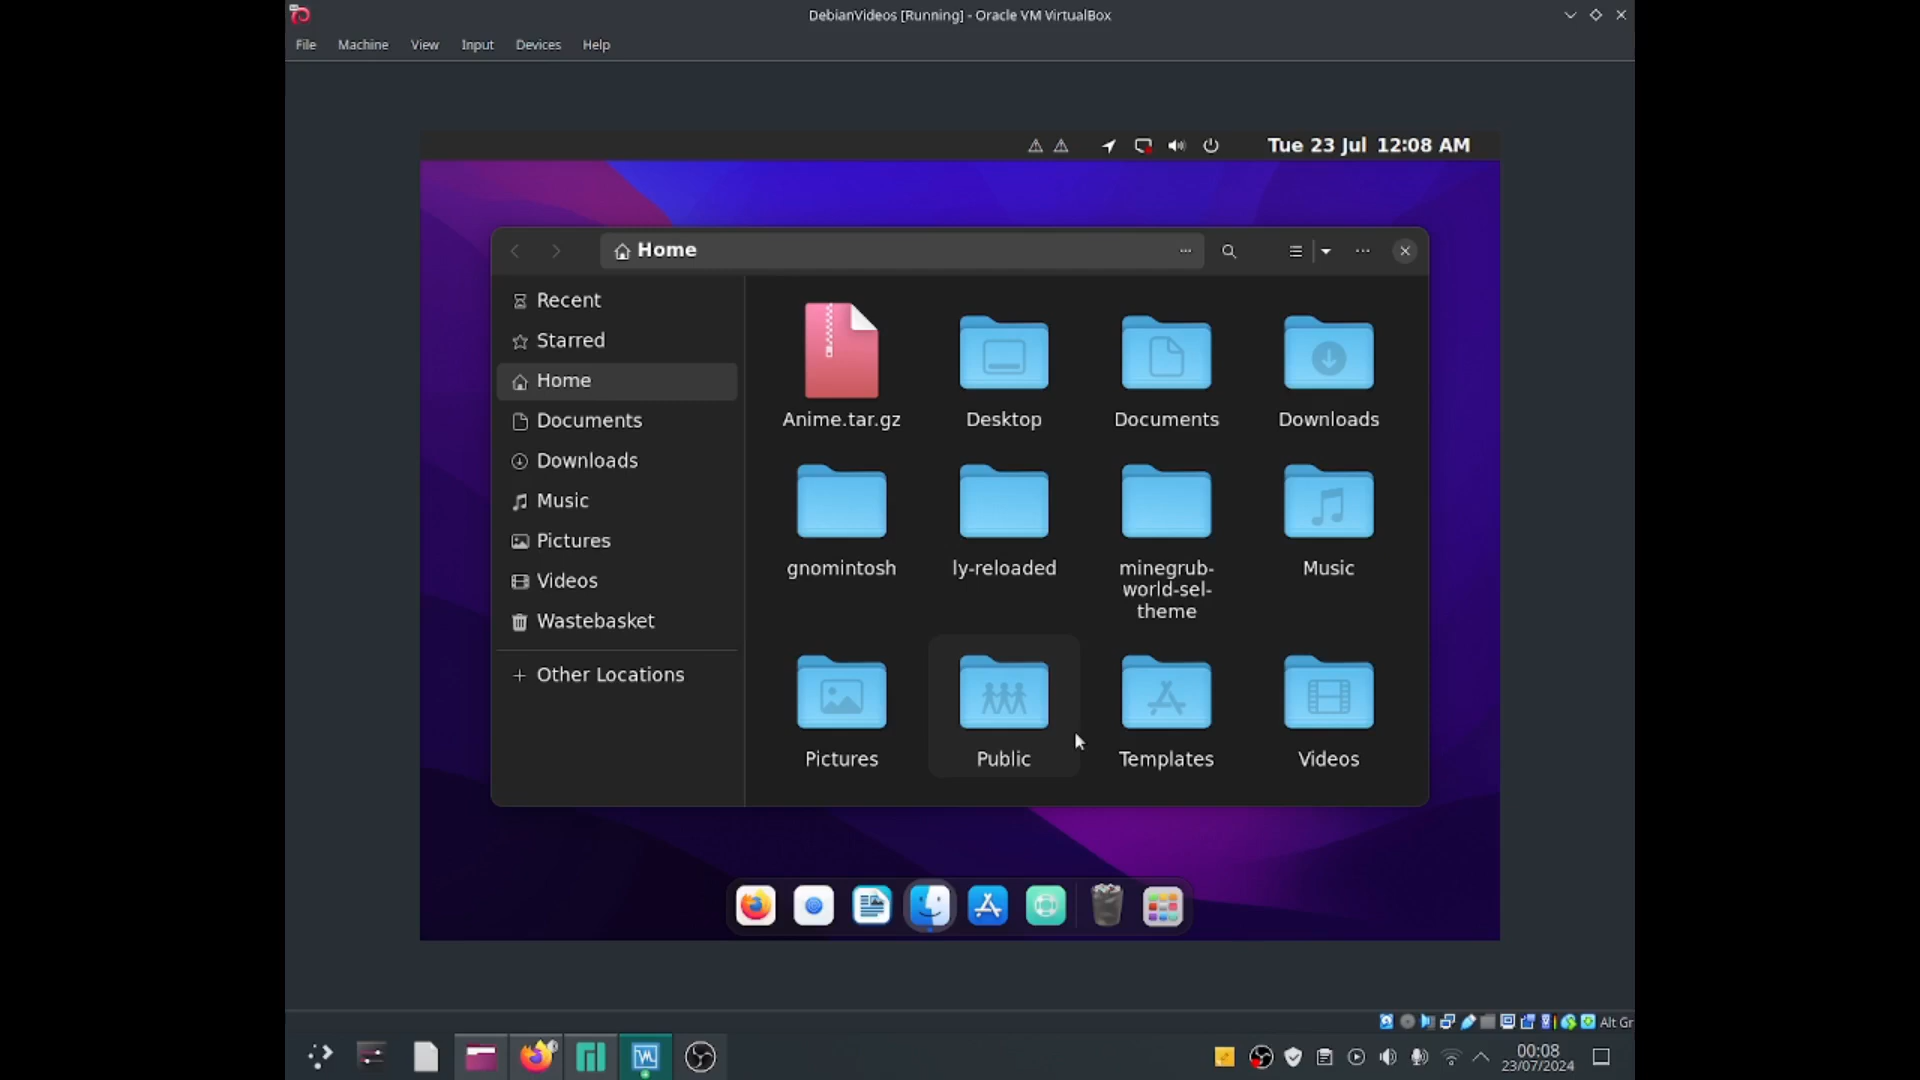 DebianVideos [Running] - Oracle VM VirtualBox
File Machine View Input Devices Help
Tue 23 Jul 12:08 AM
Home
Recent
Starred
Home
Documents
Downloads
Music
Pictures
Videos
Wastebasket
Other Locations
Anime.tar.gz Desktop Documents Downloads
gnomintosh ly-reloaded minegrub-
world-sel-
theme Music
Pictures Public Templates Videos
Alt Gr
00:08
23/07/2024